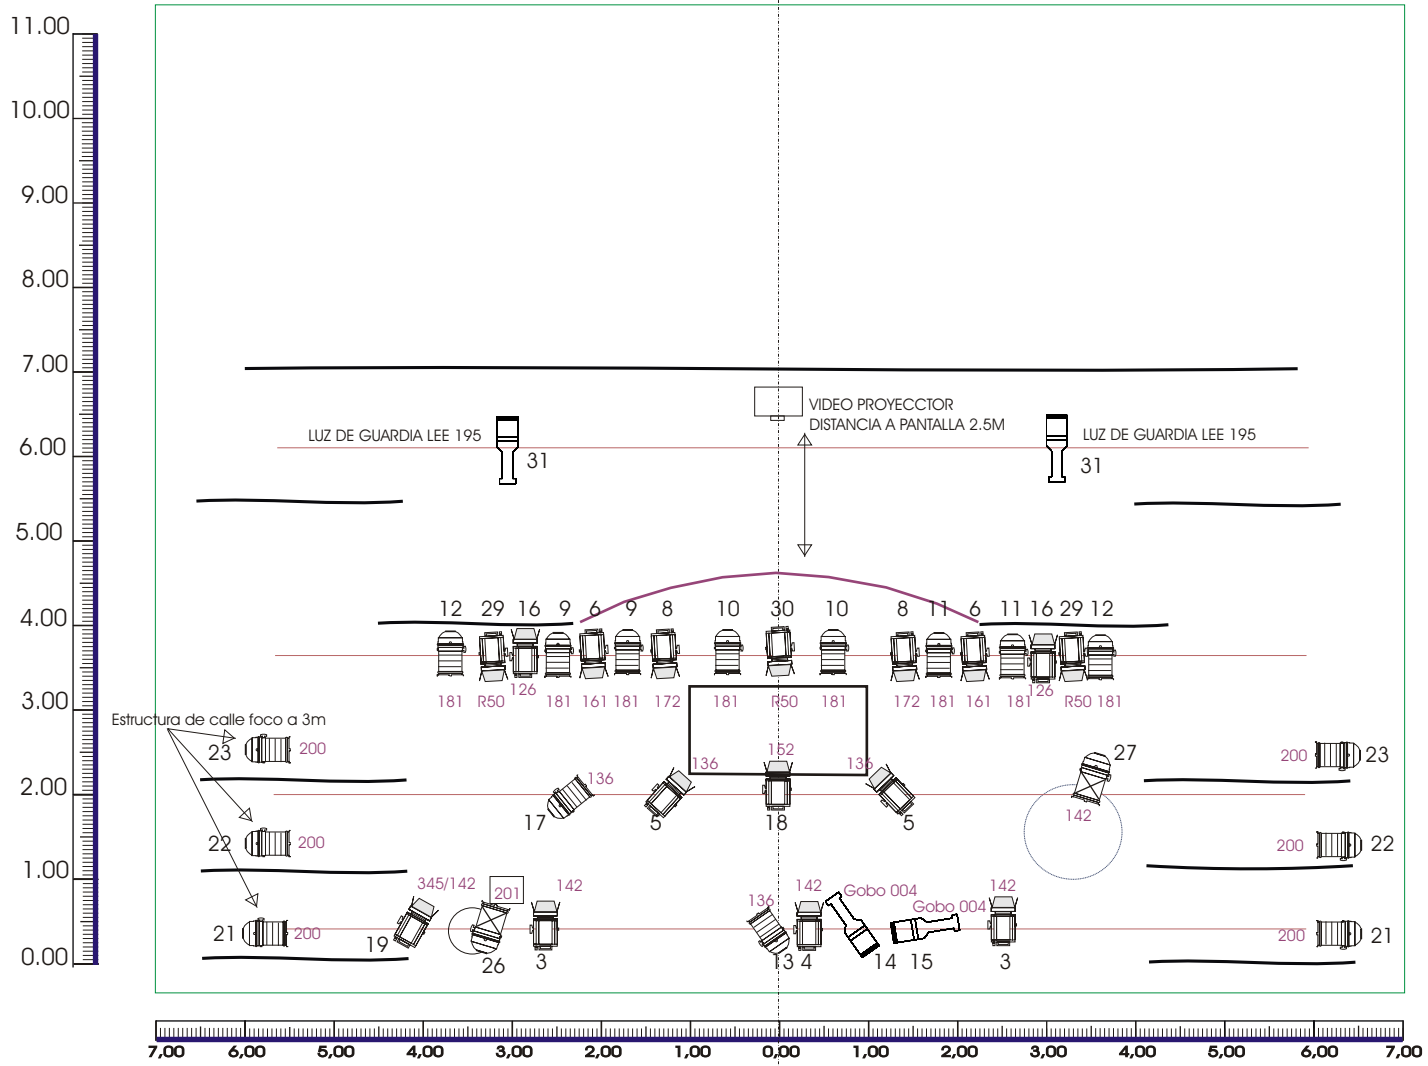 11.00
10.00
9.00
8.00
7.00
VIDEO PROYECCTOR
DISTANCIA A PANTALLA 2.5M
LUZ DE GUARDIA LEE 195
LUZ DE GUARDIA LEE 195
6.00
31
31
5.00
4.00
12 29 16 9 6 9 8 10 30 10 8 11 6 11 16 29 12
181 R50 126 181 161 181 172 181 R50 181 172 181 161 181 126 R50 181
3.00
Estructura de calle foco a 3m
23 200
200 23
27
136 136 152 136
142
2.00
17 5 18 5
22 200
200 22
1.00
345/142 201 142
136 142 Gobo 004 Gobo 004 142
21 200
200 21
19 26 3 13 4 14 15 3
0.00
7,00 6,00 5,00 4,00 3,00 2,00 1,00 0,00 1,00 2,00 3,00 4,00 5,00 6,00 7,00